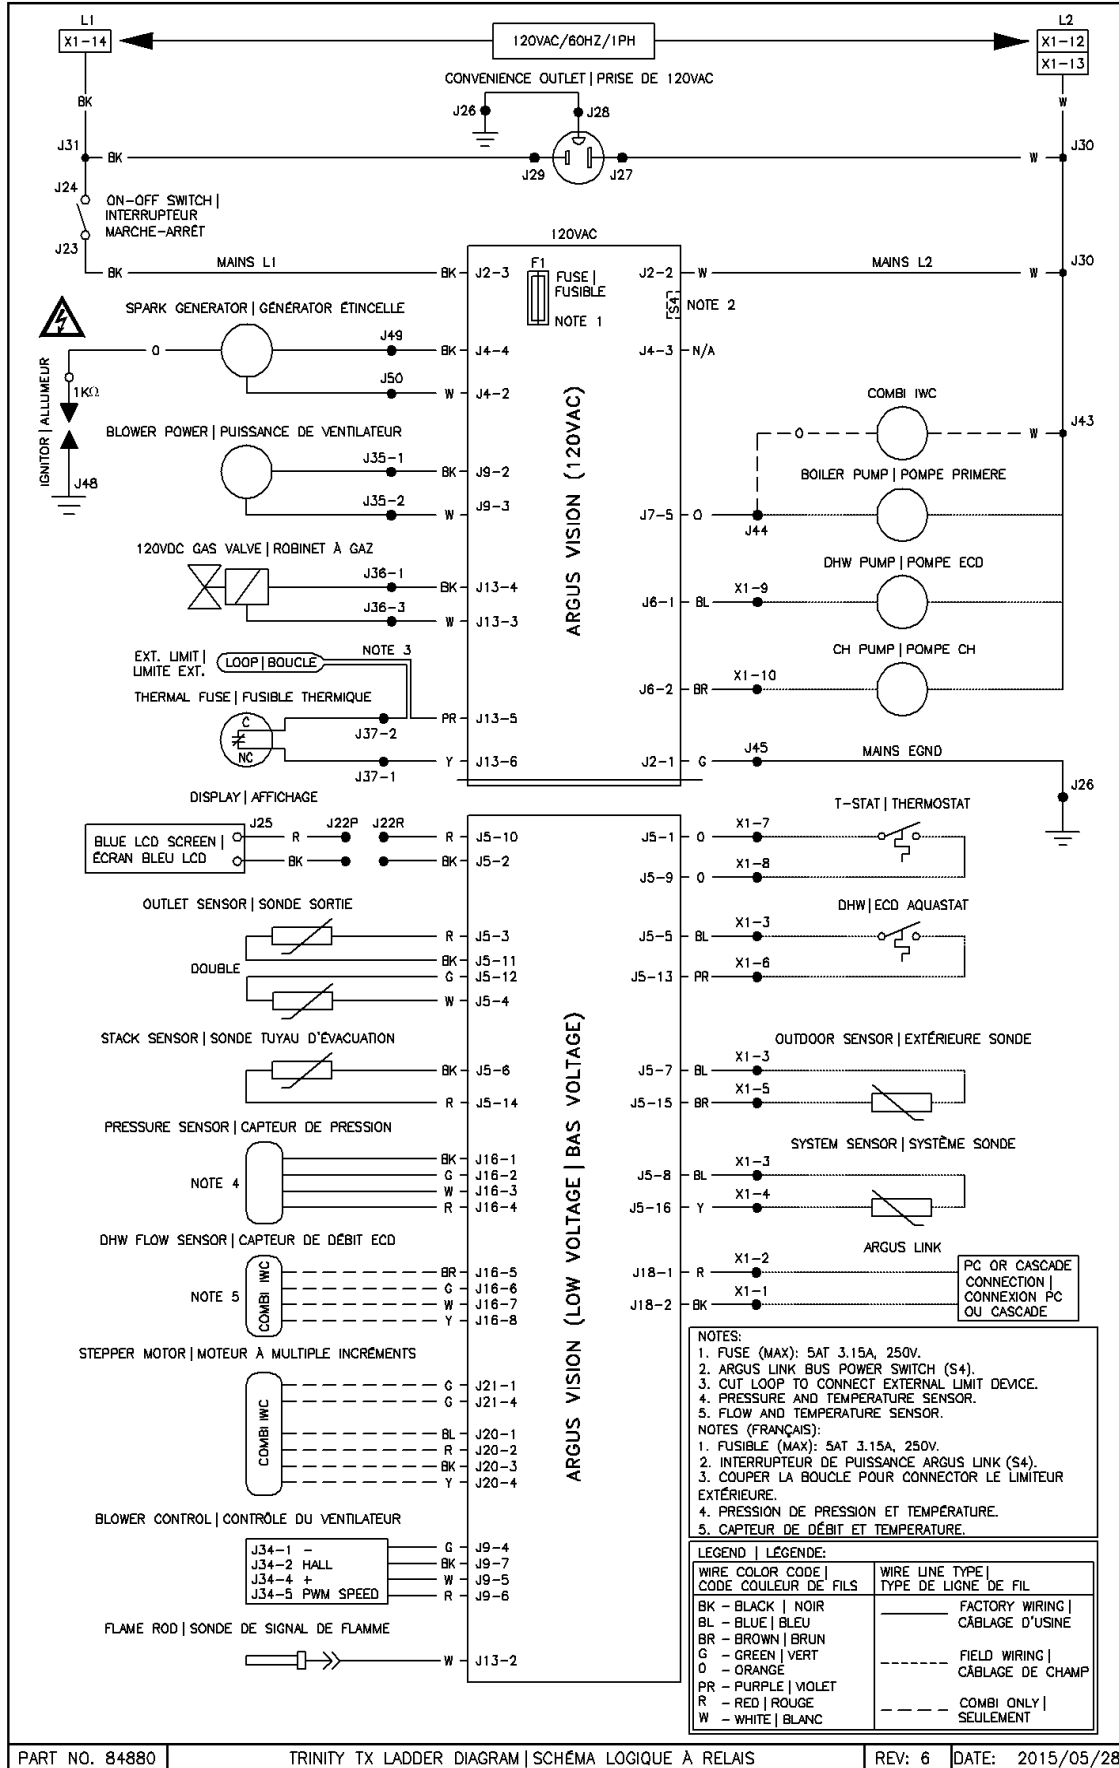 L1
X1-14
120VAC/60HZ/1PH
L2
X1-12
X1-13
CONVENIENCE OUTLET | PRISE DE 120VAC
BK
J26
J28
W
J31
BK
J29
J27
W
J30
J24
ON-OFF SWITCH |
INTERRUPTEUR
MARCHE-ARRÊT
J23
120VAC
BK
MAINS L1
BK
J2-3
F1
FUSE |
FUSIBLE
NOTE 1
J2-2
W
MAINS L2
W
J30
S4
NOTE 2
SPARK GENERATOR | GÉNÉRATOR ÉTINCELLE
O
J49
BK
J4-4
J4-3
N/A
J50
W
J4-2
1KΩ
IGNITOR | ALLUMEUR
J48
ARGUS VISION (120VAC)
COMBI IWC
O
W
J43
BLOWER POWER | PUISSANCE DE VENTILATEUR
J35-1
BK
J9-2
J35-2
W
J9-3
BOILER PUMP | POMPE PRIMERE
J7-5
O
J44
120VDC GAS VALVE | ROBINET À GAZ
J36-1
BK
J13-4
J36-3
W
J13-3
DHW PUMP | POMPE ECD
J6-1
BL
X1-9
EXT. LIMIT |
LIMITE EXT.
LOOP | BOUCLE
NOTE 3
CH PUMP | POMPE CH
J6-2
BR
X1-10
THERMAL FUSE | FUSIBLE THERMIQUE
C
NC
J37-2
PR
J13-5
J37-1
Y
J13-6
J2-1
G
J45
MAINS EGND
J26
DISPLAY | AFFICHAGE
BLUE LCD SCREEN |
ÉCRAN BLEU LCD
J25
R
J22P
J22R
R
J5-10
BK
BK
J5-2
T-STAT | THERMOSTAT
J5-1
O
X1-7
J5-9
O
X1-8
OUTLET SENSOR | SONDE SORTIE
DOUBLE
R
J5-3
BK
J5-11
G
J5-12
W
J5-4
DHW | ECD AQUASTAT
J5-5
BL
X1-3
J5-13
PR
X1-6
STACK SENSOR | SONDE TUYAU D'ÉVACUATION
BK
J5-6
R
J5-14
OUTDOOR SENSOR | EXTÉRIEURE SONDE
J5-7
BL
X1-3
J5-15
BR
X1-5
ARGUS VISION (LOW VOLTAGE | BAS VOLTAGE)
PRESSURE SENSOR | CAPTEUR DE PRESSION
NOTE 4
BK
J16-1
G
J16-2
W
J16-3
R
J16-4
SYSTEM SENSOR | SYSTÈME SONDE
J5-8
BL
X1-3
J5-16
Y
X1-4
DHW FLOW SENSOR | CAPTEUR DE DÉBIT ECD
NOTE 5
COMBI IWC
BR
J16-5
G
J16-6
W
J16-7
Y
J16-8
ARGUS LINK
J18-1
R
X1-2
J18-2
BK
X1-1
PC OR CASCADE
CONNECTION |
CONNEXION PC
OU CASCADE
STEPPER MOTOR | MOTEUR À MULTIPLE INCRÉMENTS
COMBI IWC
G
J21-1
G
J21-4
BL
J20-1
R
J20-2
BK
J20-3
Y
J20-4
BLOWER CONTROL | CONTRÔLE DU VENTILATEUR
J34-1 -
J34-2 HALL
J34-4 +
J34-5 PWM SPEED
G
J9-4
BK
J9-7
W
J9-5
R
J9-6
FLAME ROD | SONDE DE SIGNAL DE FLAMME
W
J13-2
NOTES:
1. FUSE (MAX): 5AT 3.15A, 250V.
2. ARGUS LINK BUS POWER SWITCH (S4).
3. CUT LOOP TO CONNECT EXTERNAL LIMIT DEVICE.
4. PRESSURE AND TEMPERATURE SENSOR.
5. FLOW AND TEMPERATURE SENSOR.
NOTES (FRANÇAIS):
1. FUSIBLE (MAX): 5AT 3.15A, 250V.
2. INTERRUPTEUR DE PUISSANCE ARGUS LINK (S4).
3. COUPER LA BOUCLE POUR CONNECTOR LE LIMITEUR
EXTÉRIEURE.
4. PRESSION DE PRESSION ET TEMPÉRATURE.
5. CAPTEUR DE DÉBIT ET TEMPERATURE.
LEGEND | LÉGENDE:
WIRE COLOR CODE |
CODE COULEUR DE FILS
WIRE LINE TYPE |
TYPE DE LIGNE DE FIL
BK - BLACK | NOIR
BL - BLUE | BLEU
BR - BROWN | BRUN
G - GREEN | VERT
O - ORANGE
PR - PURPLE | VIOLET
R - RED | ROUGE
W - WHITE | BLANC
FACTORY WIRING |
CÂBLAGE D'USINE
FIELD WIRING |
CÂBLAGE DE CHAMP
COMBI ONLY |
SEULEMENT
PART NO. 84880
TRINITY TX LADDER DIAGRAM | SCHÉMA LOGIQUE À RELAIS
REV: 6
DATE: 2015/05/28